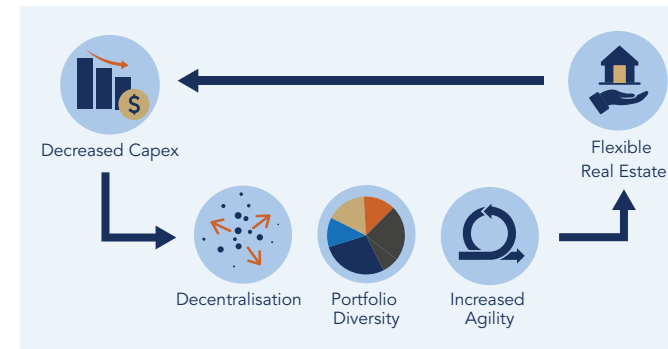 $
Decreased Capex
Flexible
Real Estate
Decentralisation
Portfolio
Diversity
Increased
Agility